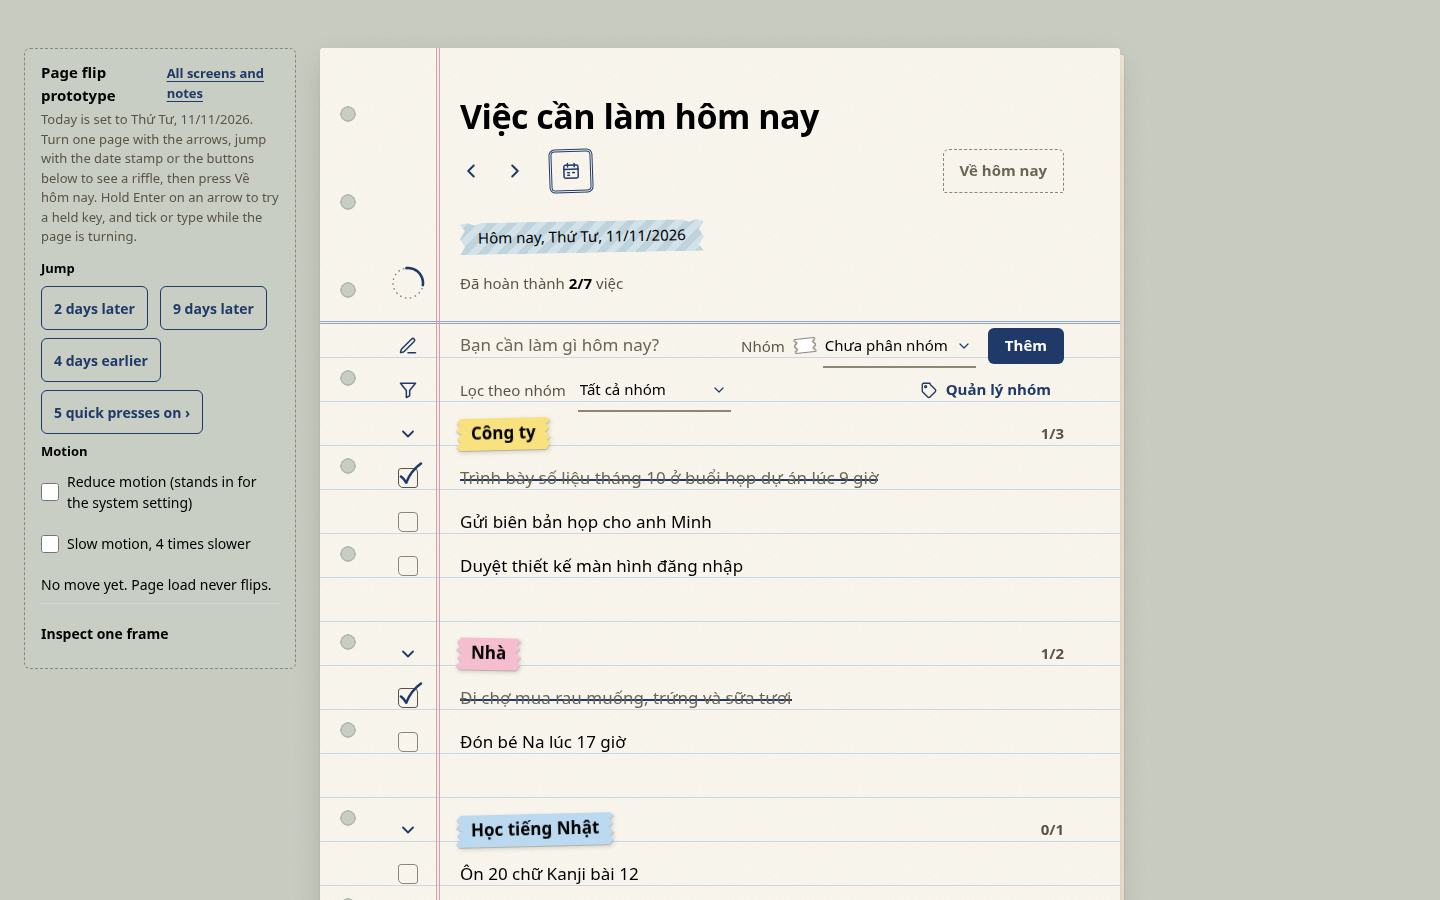 Page flip
prototype
All screens and
notes
Today is set to Thứ Tư, 11/11/2026.
Turn one page with the arrows, jump
with the date stamp or the buttons
below to see a riffle, then press Về
hôm nay. Hold Enter on an arrow to try
a held key, and tick or type while the
page is turning.
Jump
2 days later
9 days later
4 days earlier
5 quick presses on ›
Motion
Reduce motion (stands in for
the system setting)
Slow motion, 4 times slower
No move yet. Page load never flips.
Inspect one frame
Việc cần làm hôm nay
Về hôm nay
Hôm nay, Thứ Tư, 11/11/2026
Đã hoàn thành 2/7 việc
Bạn cần làm gì hôm nay?
Nhóm
Chưa phân nhóm
Thêm
Lọc theo nhóm
Tất cả nhóm
Quản lý nhóm
Công ty
1/3
Trình bày số liệu tháng 10 ở buổi họp dự án lúc 9 giờ
Gửi biên bản họp cho anh Minh
Duyệt thiết kế màn hình đăng nhập
Nhà
1/2
Đi chợ mua rau muống, trứng và sữa tươi
Đón bé Na lúc 17 giờ
Học tiếng Nhật
0/1
Ôn 20 chữ Kanji bài 12